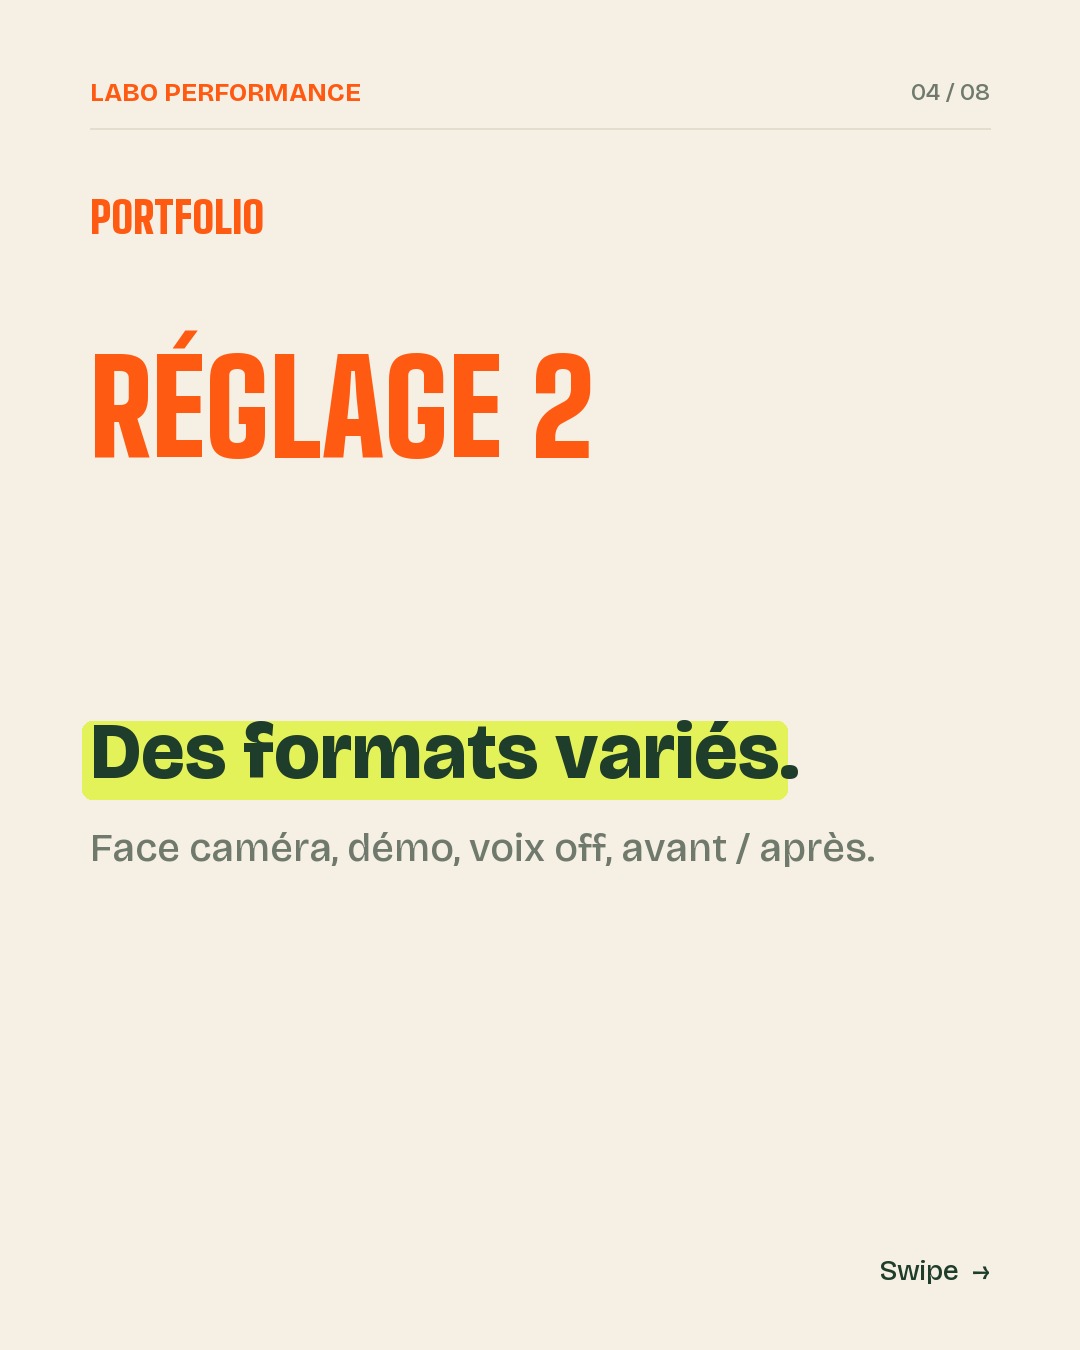 LABO PERFORMANCE
04 / 08
PORTFOLIO
RÉGLAGE 2
Des formats variés.
Face caméra, démo, voix off, avant / après.
Swipe →